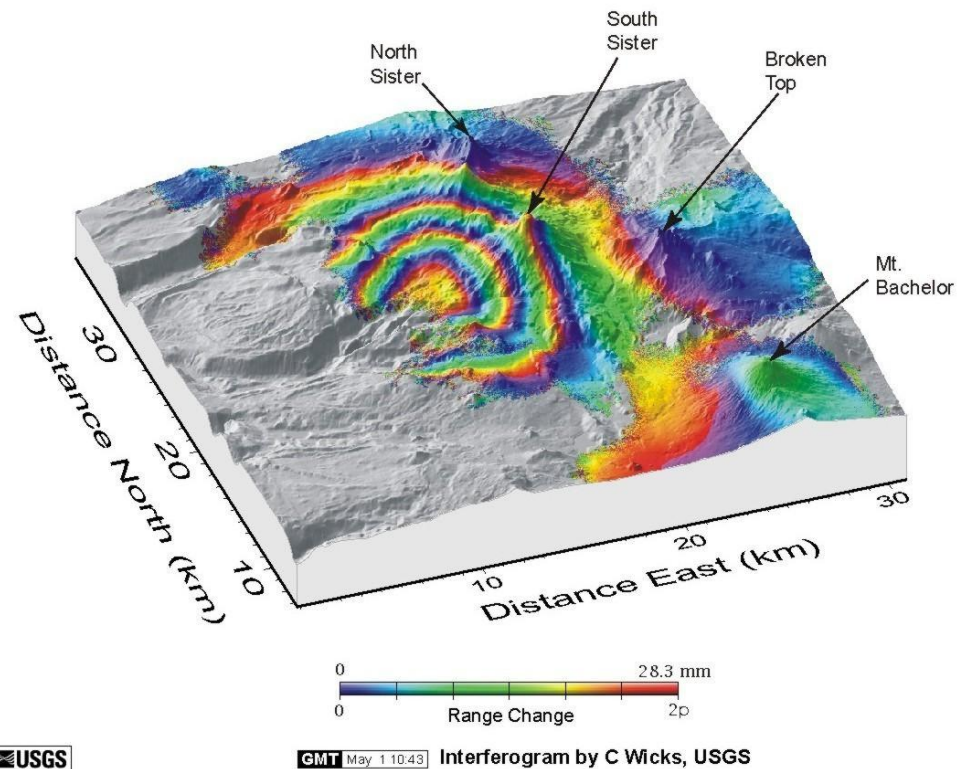 North
Sister
South
Sister
Broken
Top
Mt.
Bachelor
Distance North (km)
30
20
10
10
20
30
Distance East (km)
0
28.3 mm
0
Range Change
2p
USGS
GMT May 1 10:43 Interferogram by C Wicks, USGS